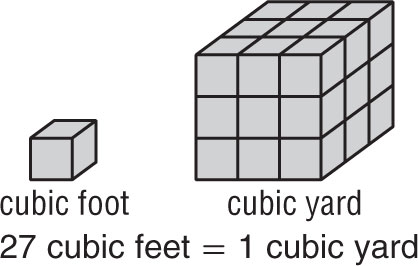 cubic foot cubic yard
27 cubic feet = 1 cubic yard